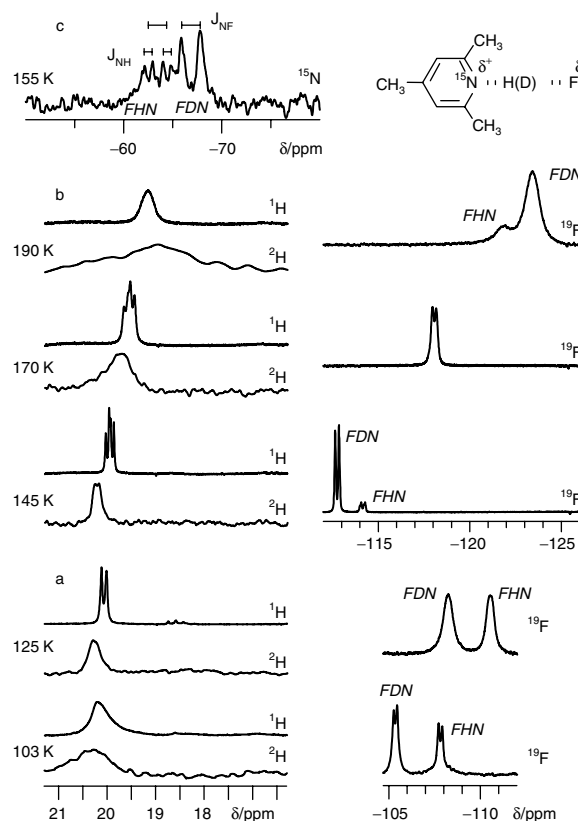 c
J_NF
J_NH
155 K
¹⁵N
FHN
FDN
−60
−70
δ/ppm
CH₃
CH₃
CH₃
¹⁵N
δ⁺
H(D)
F
δ
b
¹H
190 K
²H
¹H
170 K
²H
¹H
145 K
²H
FDN
FHN
¹⁹F
¹⁹F
FDN
FHN
¹⁹F
−115
−120
−125
a
¹H
125 K
²H
¹H
103 K
²H
21
20
19
18
δ/ppm
FDN
FHN
¹⁹F
FDN
FHN
¹⁹F
−105
−110
δ/ppm